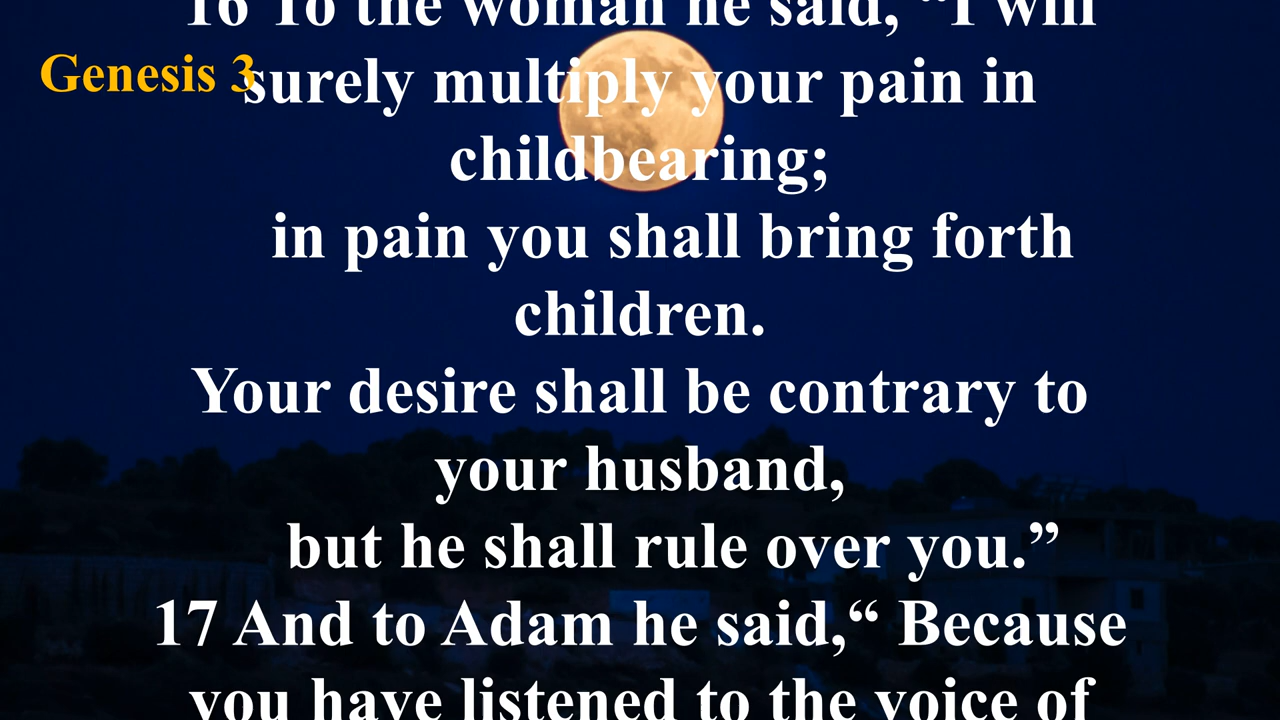 16 To the woman he said, “I will
Genesis 3
surely multiply your pain in
childbearing;
in pain you shall bring forth
children.
Your desire shall be contrary to
your husband,
but he shall rule over you.”
17 And to Adam he said,“ Because
you have listened to the voice of